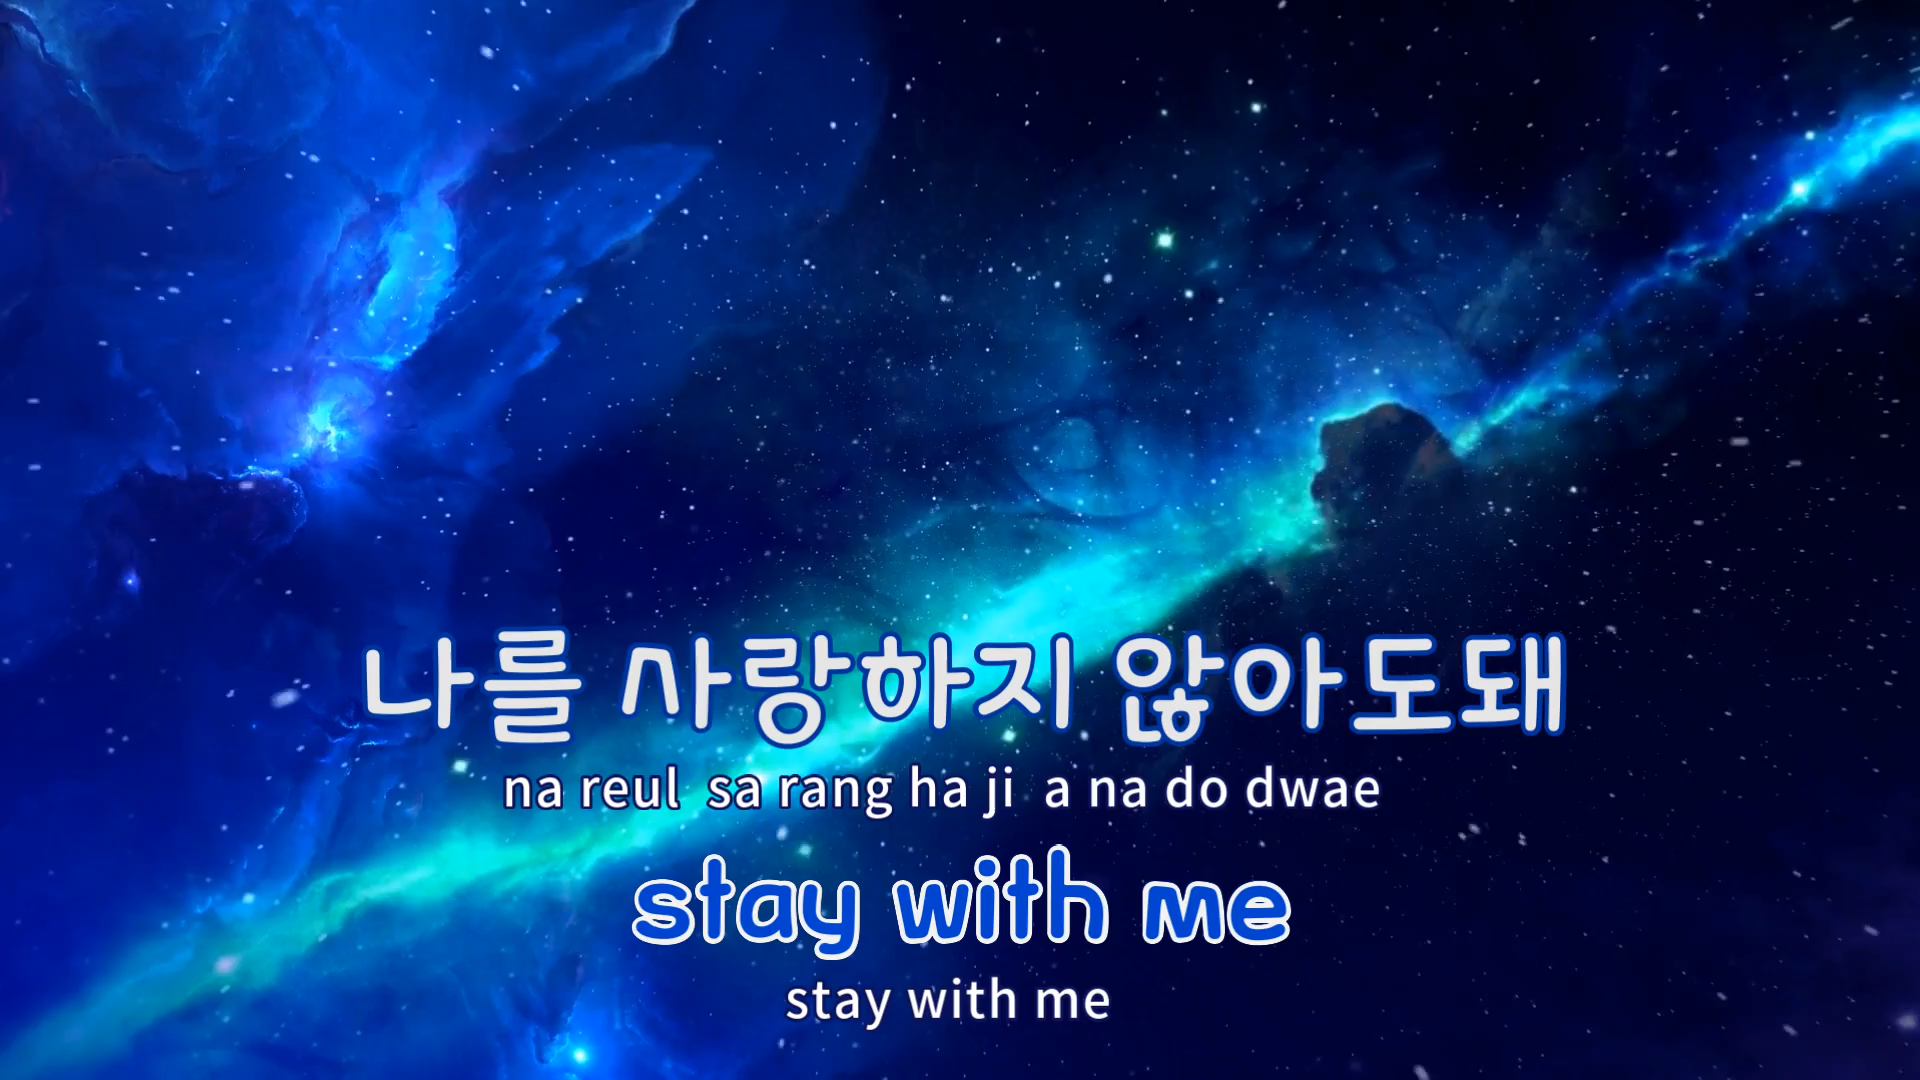 나를 사랑하지 않아도돼
na reul sa rang ha ji a na do dwae
stay with me
stay with me